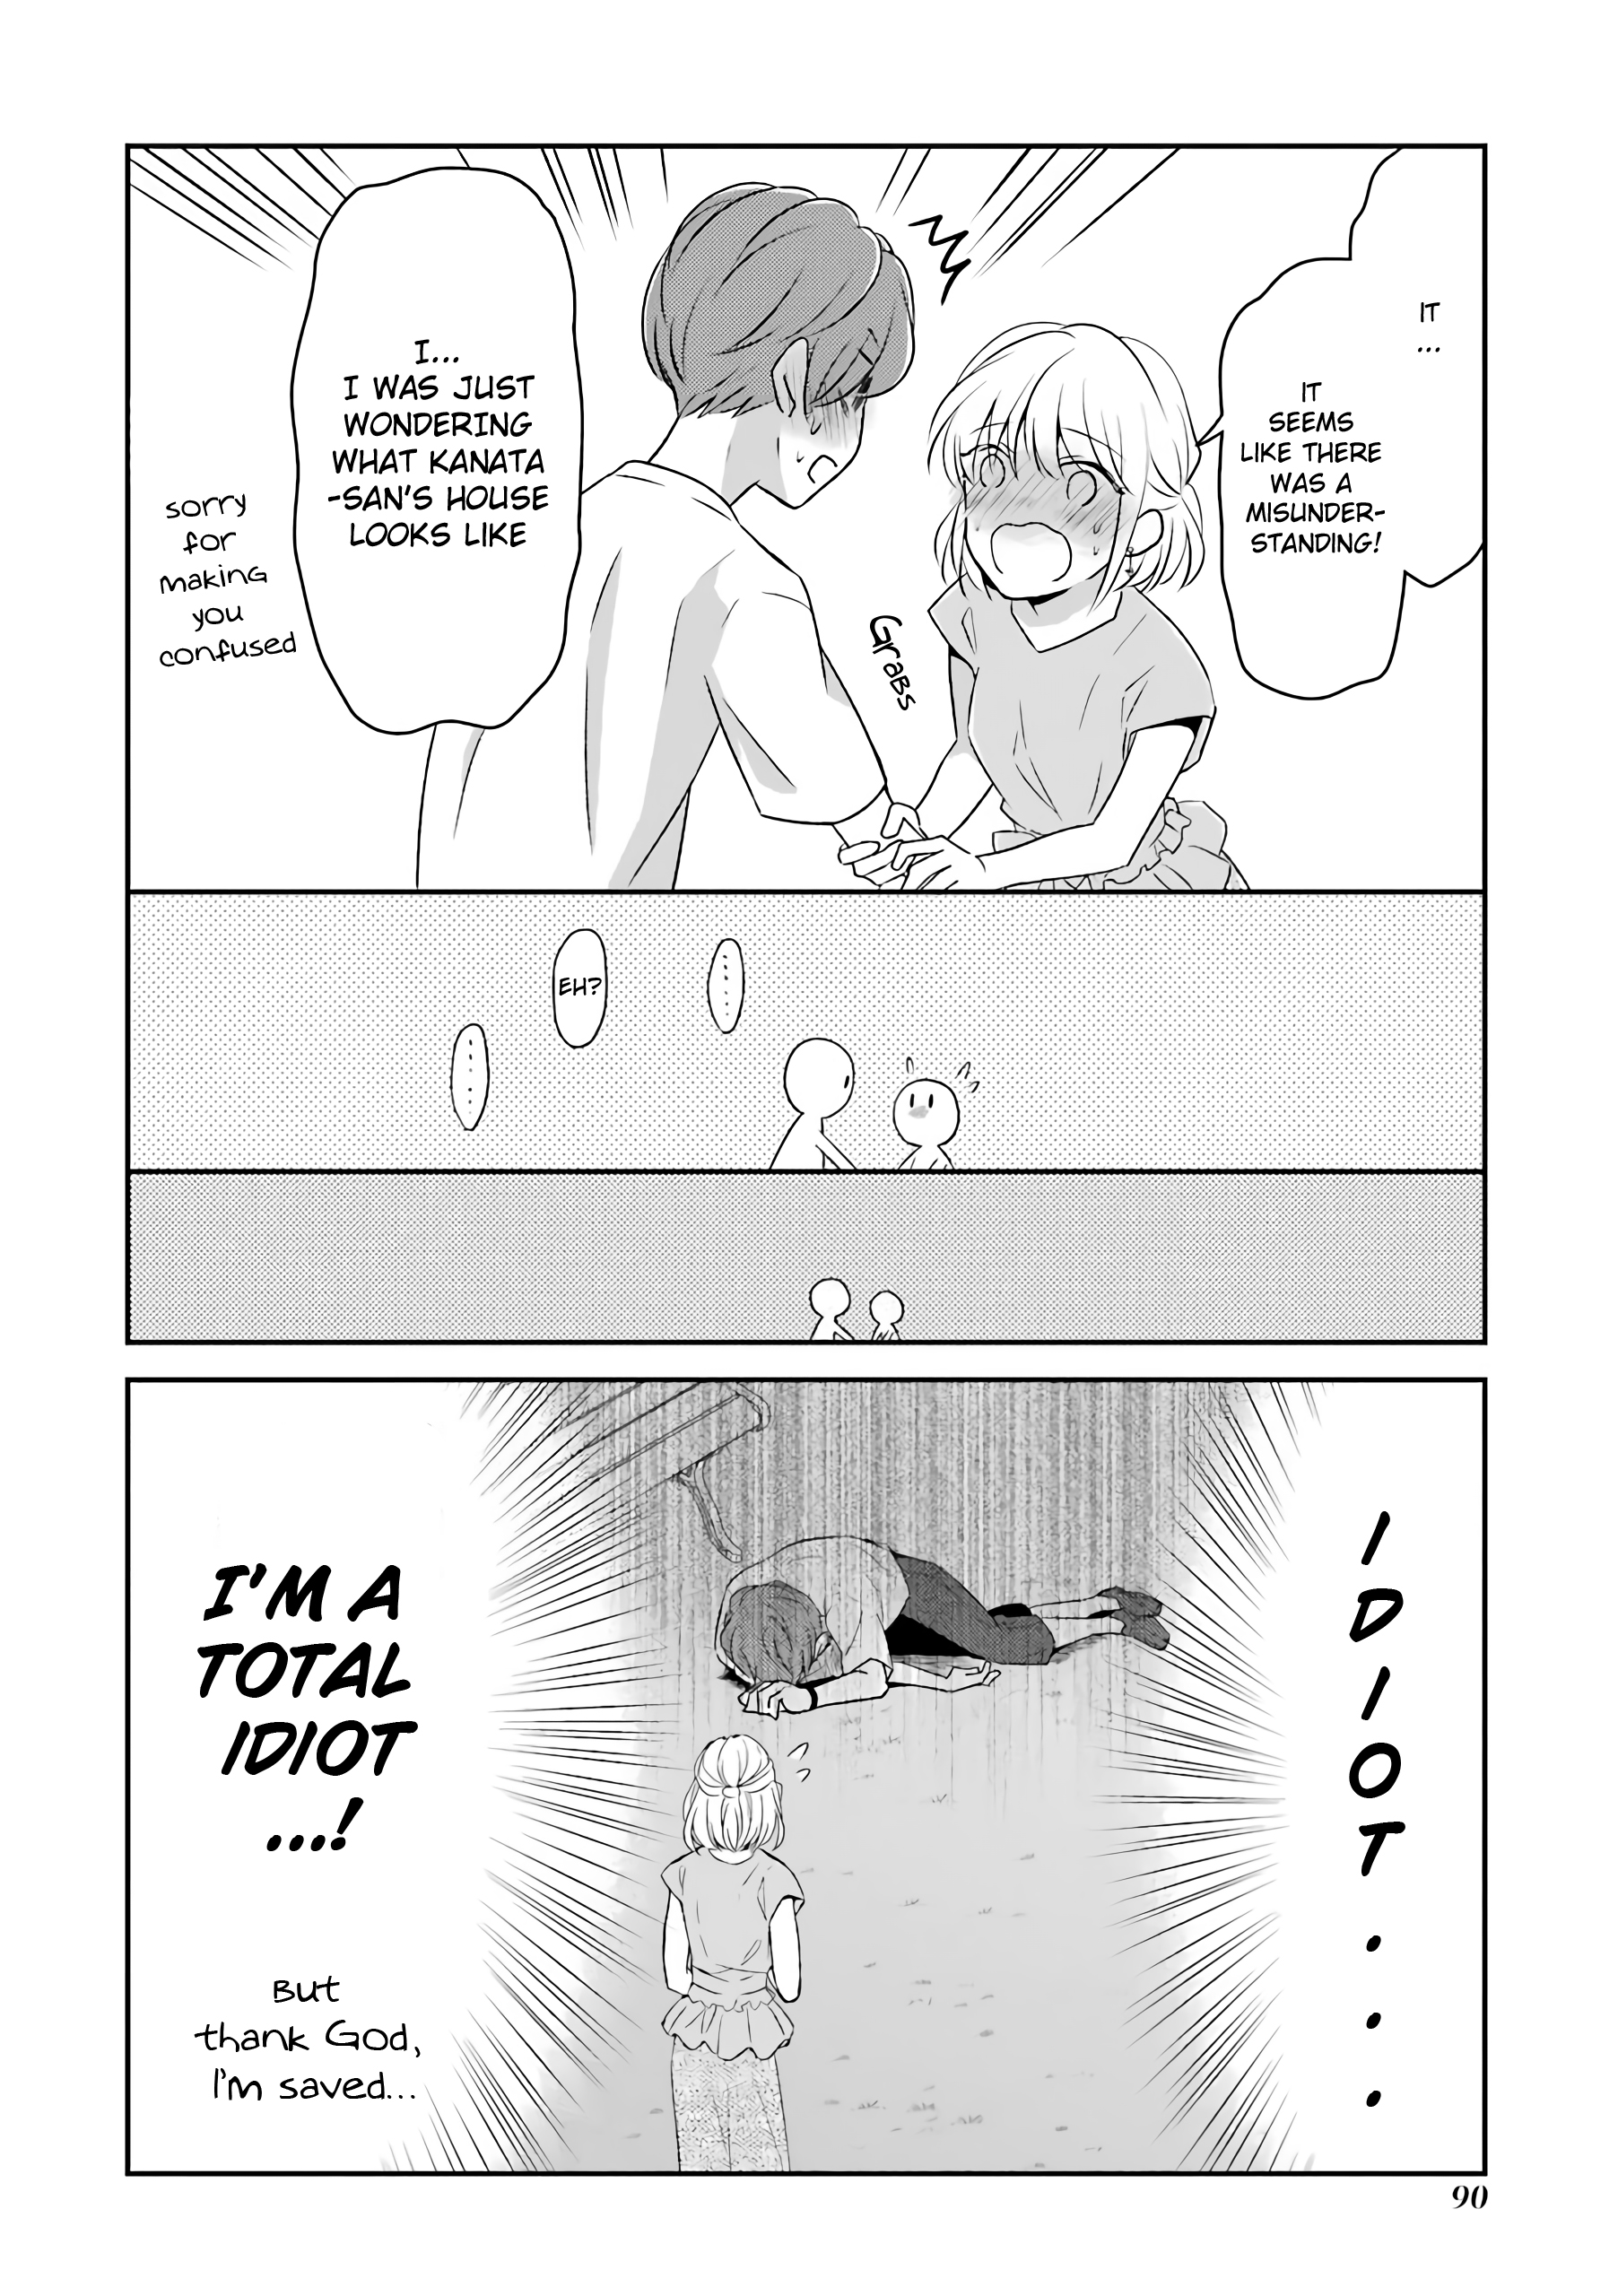 IT
...
IT
SEEMS
LIKE THERE
WAS A
MISUNDER-
STANDING!
Grabs
I...
I WAS JUST
WONDERING
WHAT KANATA
-SAN'S HOUSE
LOOKS LIKE
sorry
for
making
you
confused
......
EH?
......
IDIOT...
I'M A
TOTAL
IDIOT
...!
But
thank God,
I'm saved...
90